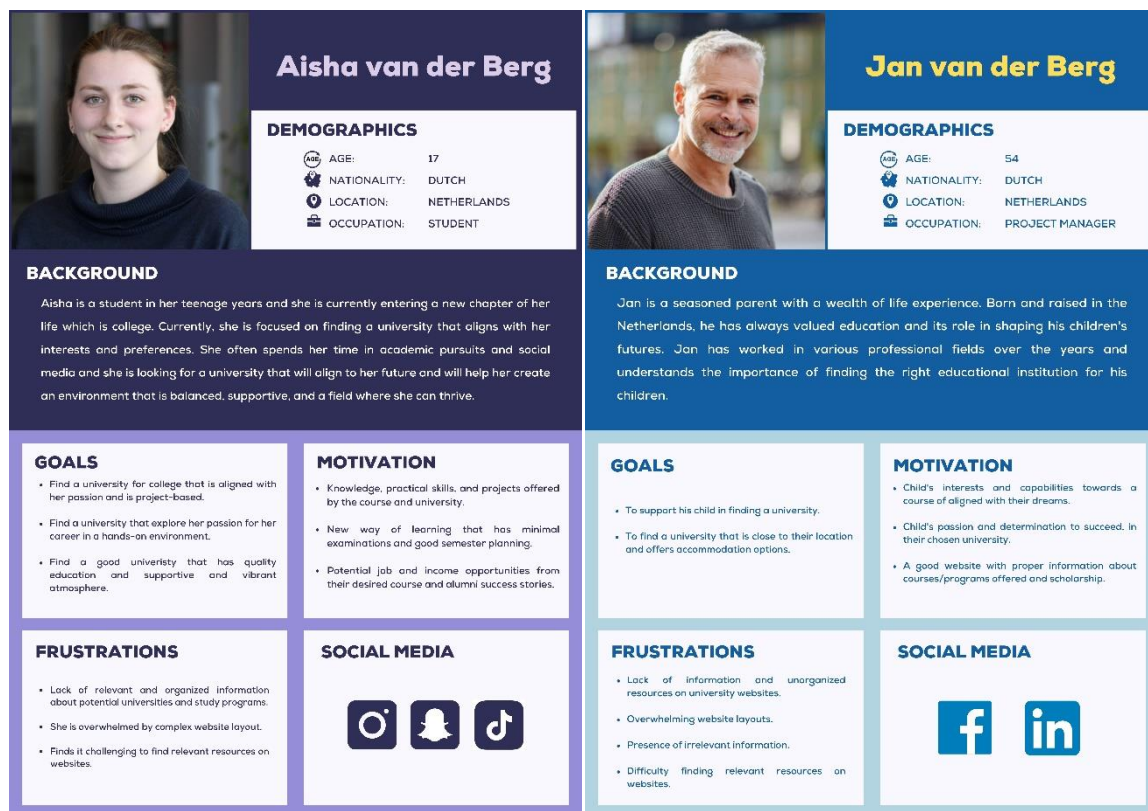 Aisha van der Berg
DEMOGRAPHICS
AGE AGE: 17
NATIONALITY: DUTCH
LOCATION: NETHERLANDS
OCCUPATION: STUDENT
BACKGROUND
Aisha is a student in her teenage years and she is currently entering a new chapter of her
life which is college. Currently, she is focused on finding a university that aligns with her
interests and preferences. She often spends her time in academic pursuits and social
media and she is looking for a university that will align to her future and will help her create
an environment that is balanced, supportive, and a field where she can thrive.
GOALS
• Find a university for college that is aligned with
her passion and is project-based.
• Find a university that explore her passion for her
career in a hands-on environment.
• Find a good univeristy that has quality
education and supportive and vibrant
atmosphere.
MOTIVATION
• Knowledge, practical skills, and projects offered
by the course and university.
• New way of learning that has minimal
examinations and good semester planning.
• Potential job and income opportunities from
their desired course and alumni success stories.
FRUSTRATIONS
• Lack of relevant and organized information
about potential universities and study programs.
• She is overwhelmed by complex website layout.
• Finds it challenging to find relevant resources on
websites.
SOCIAL MEDIA
Jan van der Berg
DEMOGRAPHICS
AGE AGE: 54
NATIONALITY: DUTCH
LOCATION: NETHERLANDS
OCCUPATION: PROJECT MANAGER
BACKGROUND
Jan is a seasoned parent with a wealth of life experience. Born and raised in the
Netherlands, he has always valued education and its role in shaping his children's
futures. Jan has worked in various professional fields over the years and
understands the importance of finding the right educational institution for his
children.
GOALS
• To support his child in finding a university.
• To find a university that is close to their location
and offers accommodation options.
MOTIVATION
• Child's interests and capabilities towards a
course of aligned with their dreams.
• Child's passion and determination to succeed. in
their chosen university.
• A good website with proper information about
courses/programs offered and scholarship.
FRUSTRATIONS
• Lack of information and unorganized
resources on university websites.
• Overwhelming website layouts.
• Presence of irrelevant information.
• Difficulty finding relevant resources on
websites.
SOCIAL MEDIA
f in